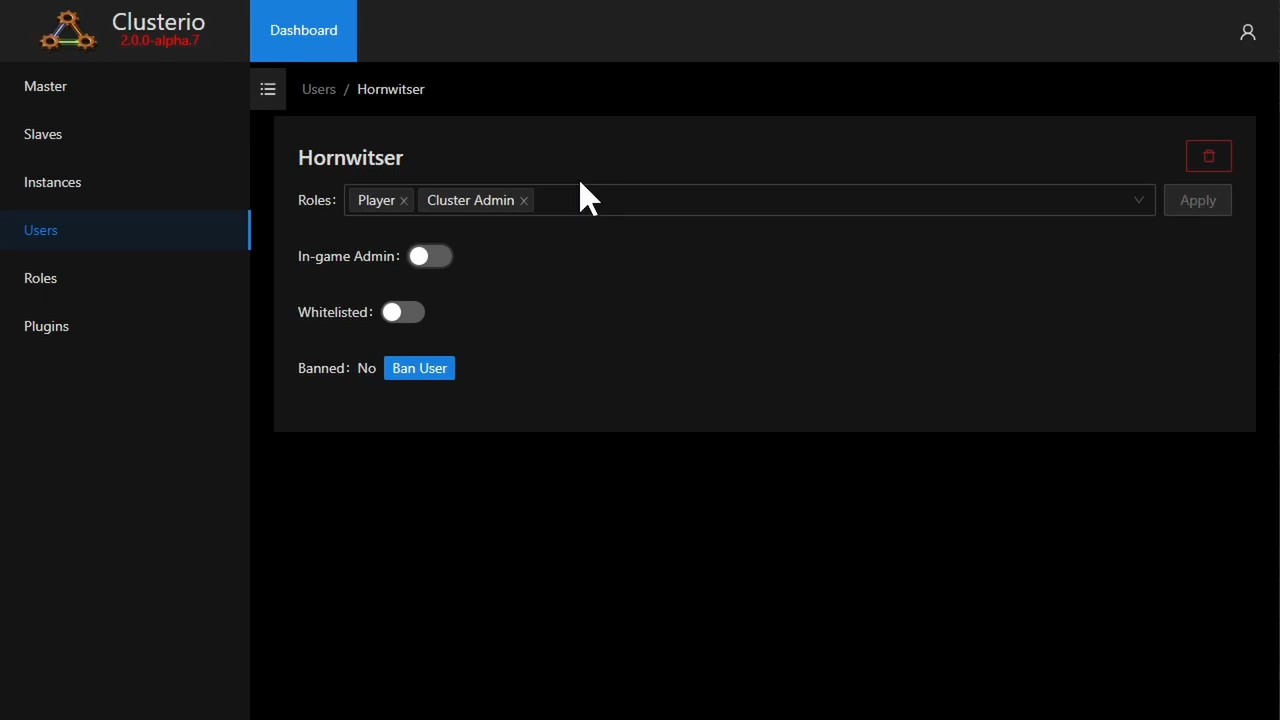 Clusterio
2.0.0-alpha.7
Dashboard
Master
Slaves
Instances
Users
Roles
Plugins
Users / Hornwitser
Hornwitser
Roles: Player Cluster Admin Apply
In-game Admin:
Whitelisted:
Banned: No Ban User